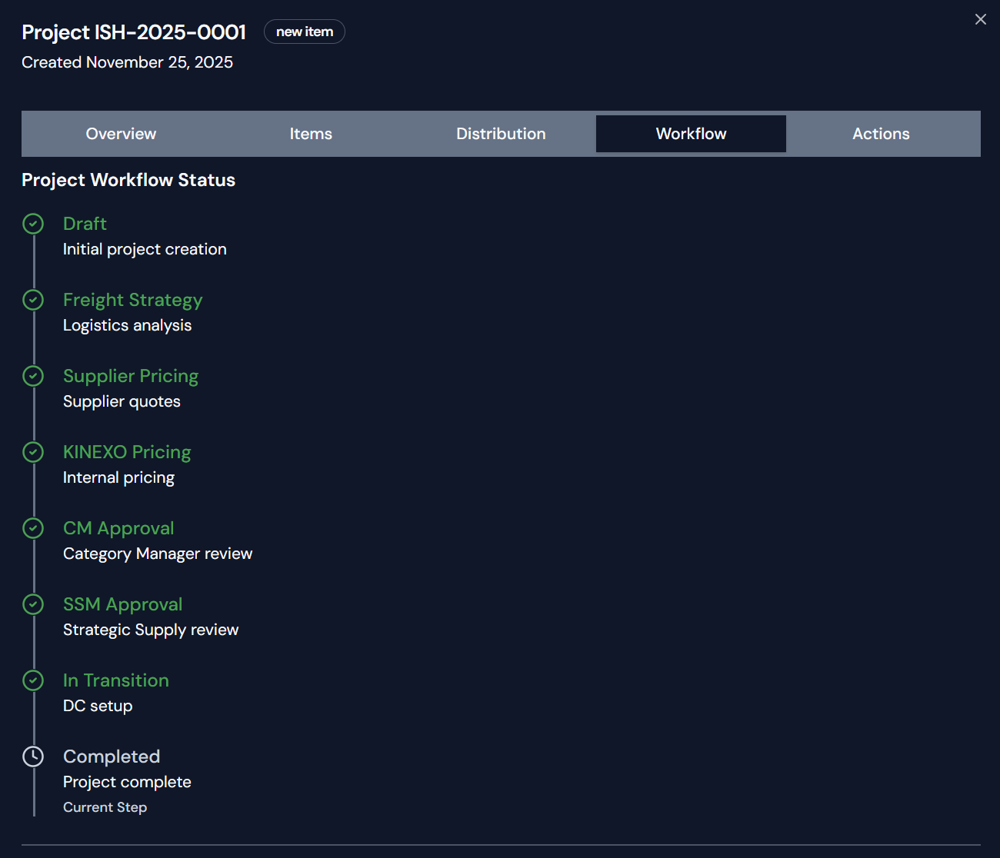 Project ISH-2025-0001 new item
Created November 25, 2025
Overview Items Distribution Workflow Actions
Project Workflow Status
Draft
Initial project creation
Freight Strategy
Logistics analysis
Supplier Pricing
Supplier quotes
KINEXO Pricing
Internal pricing
CM Approval
Category Manager review
SSM Approval
Strategic Supply review
In Transition
DC setup
Completed
Project complete
Current Step